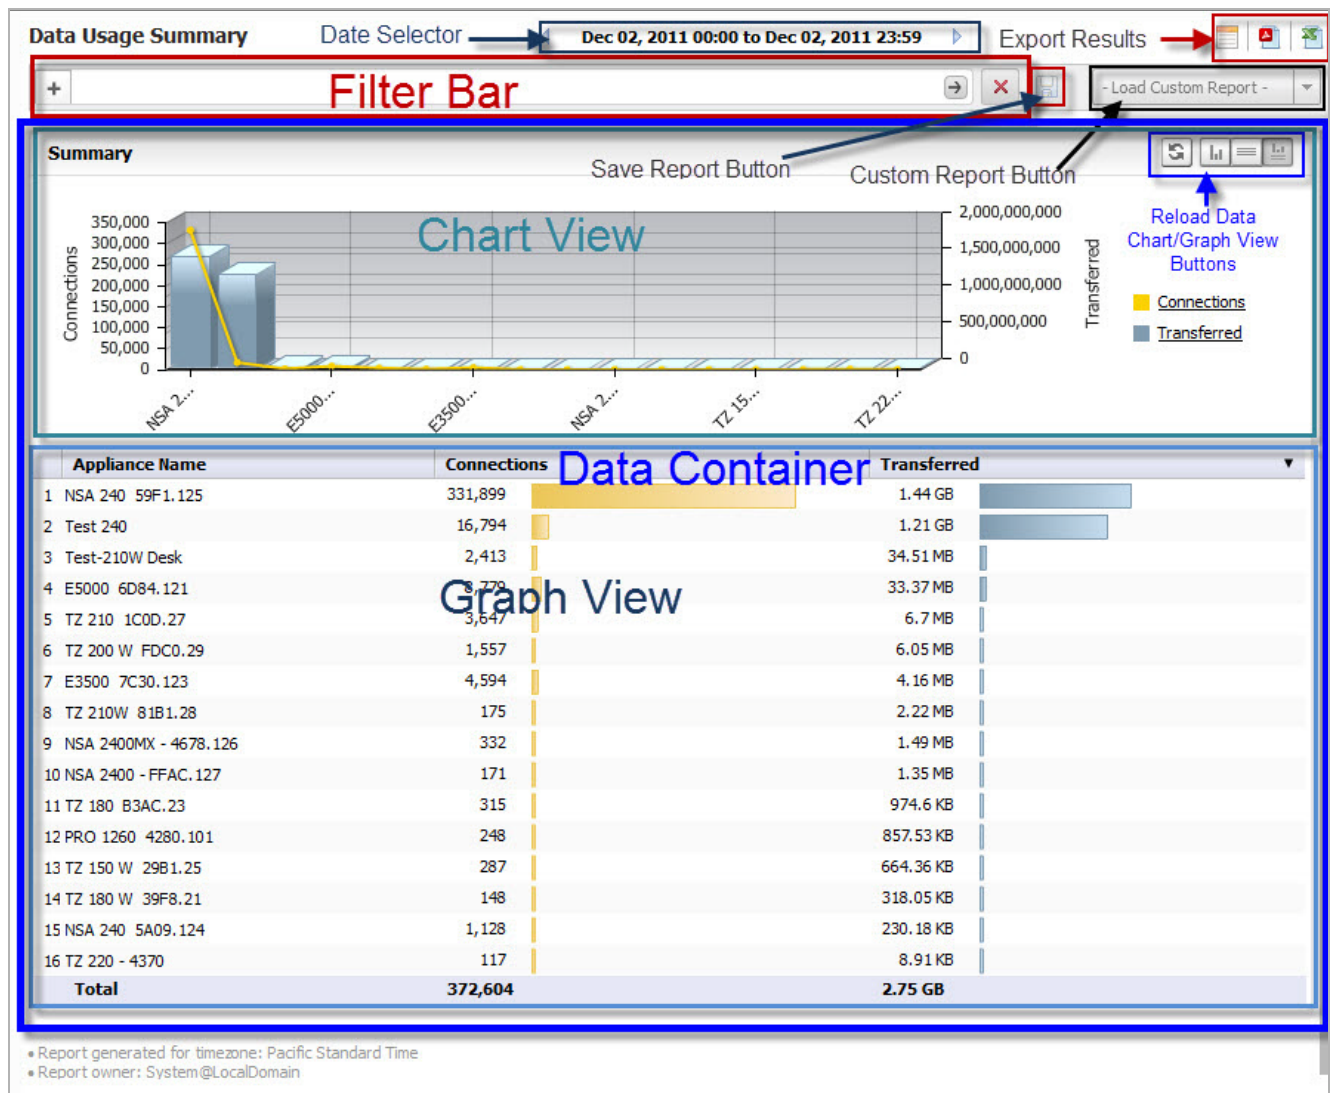 Data Usage Summary
Date Selector
Dec 02, 2011 00:00 to Dec 02, 2011 23:59
Export Results
+
Filter Bar
- Load Custom Report -
Summary
Save Report Button
Custom Report Button
Chart View
Reload Data
Chart/Graph View
Buttons
Connections
Transferred
350,000
300,000
250,000
200,000
150,000
100,000
50,000
0
Connections
2,000,000,000
1,500,000,000
1,000,000,000
500,000,000
0
Transferred
NSA 2...
E5000...
E3500...
NSA 2...
TZ 15...
TZ 22...
Appliance Name Connections Transferred
Data Container
Graph View
1 NSA 240 59F1.125 331,899 1.44 GB
2 Test 240 16,794 1.21 GB
3 Test-210W Desk 2,413 34.51 MB
4 E5000 6D84.121 8,779 33.37 MB
5 TZ 210 1C0D.27 3,647 6.7 MB
6 TZ 200 W FDC0.29 1,557 6.05 MB
7 E3500 7C30.123 4,594 4.16 MB
8 TZ 210W 81B1.28 175 2.22 MB
9 NSA 2400MX - 4678.126 332 1.49 MB
10 NSA 2400 - FFAC.127 171 1.35 MB
11 TZ 180 B3AC.23 315 974.6 KB
12 PRO 1260 4280.101 248 857.53 KB
13 TZ 150 W 29B1.25 287 664.36 KB
14 TZ 180 W 39F8.21 148 318.05 KB
15 NSA 240 5A09.124 1,128 230.18 KB
16 TZ 220 - 4370 117 8.91 KB
Total 372,604 2.75 GB
• Report generated for timezone: Pacific Standard Time
• Report owner: System@LocalDomain